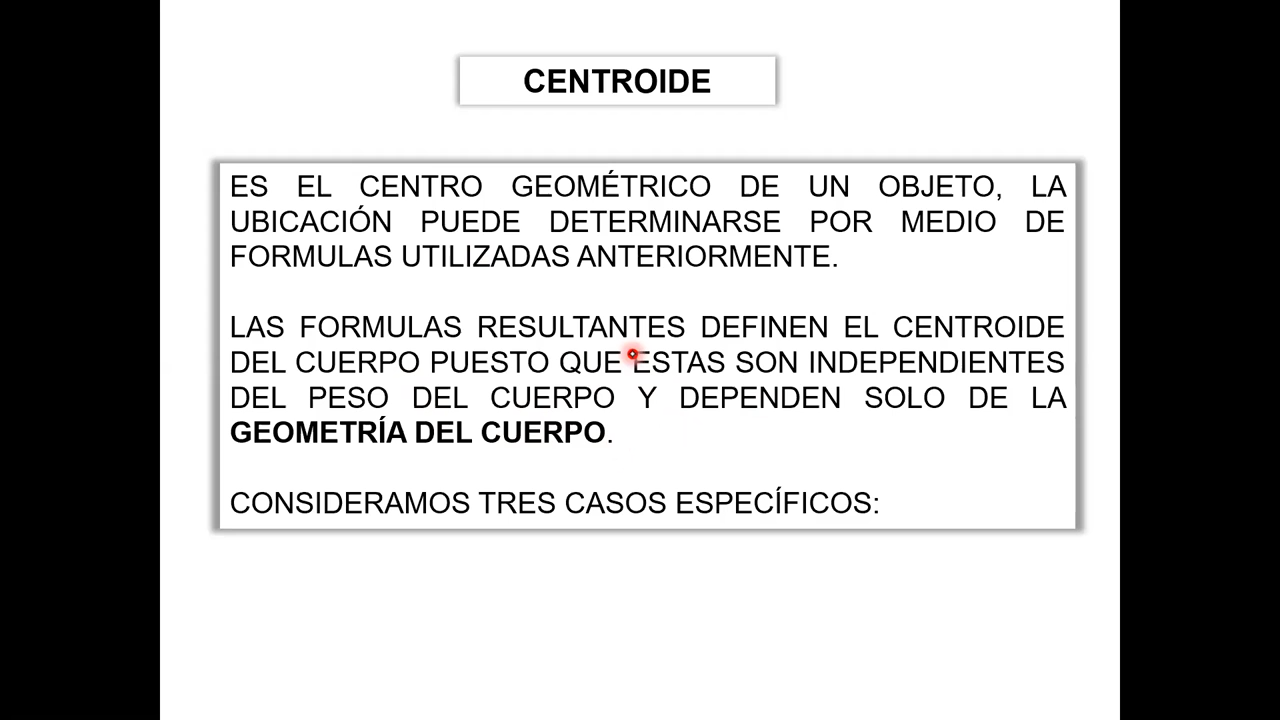 CENTROIDE
ES EL CENTRO GEOMÉTRICO DE UN OBJETO, LA
UBICACIÓN PUEDE DETERMINARSE POR MEDIO DE
FORMULAS UTILIZADAS ANTERIORMENTE.
LAS FORMULAS RESULTANTES DEFINEN EL CENTROIDE
DEL CUERPO PUESTO QUE ESTAS SON INDEPENDIENTES
DEL PESO DEL CUERPO Y DEPENDEN SOLO DE LA
GEOMETRÍA DEL CUERPO.
CONSIDERAMOS TRES CASOS ESPECÍFICOS: